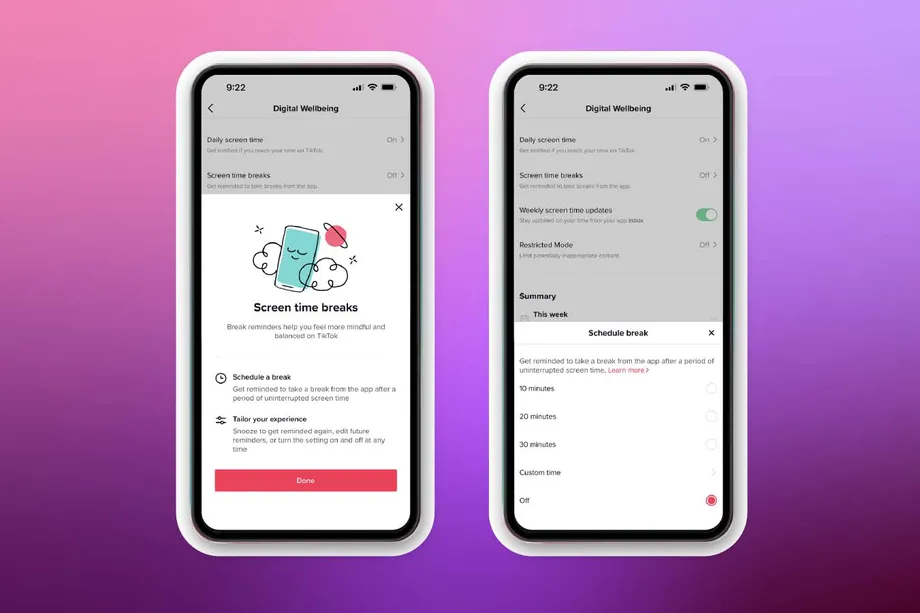 9:22
Digital Wellbeing
Daily screen time
On
Get notified if you reach your time on TikTok.
Screen time breaks
Off
Get reminded to take breaks from the app.
Screen time breaks
Break reminders help you feel more mindful and
balanced on TikTok
Schedule a break
Get reminded to take a break from the app after a
period of uninterrupted screen time
Tailor your experience
Snooze to get reminded again, edit future
reminders, or turn the setting on and off at any
time
Done
9:22
Digital Wellbeing
Daily screen time
On
Get notified if you reach your time on TikTok.
Screen time breaks
Off
Get reminded to take breaks from the app.
Weekly screen time updates
Stay updated on your time from your app Inbox
Restricted Mode
Off
Limit potentially inappropriate content
Summary
This week
Schedule break
Get reminded to take a break from the app after a period of
uninterrupted screen time. Learn more
10 minutes
20 minutes
30 minutes
Custom time
Off